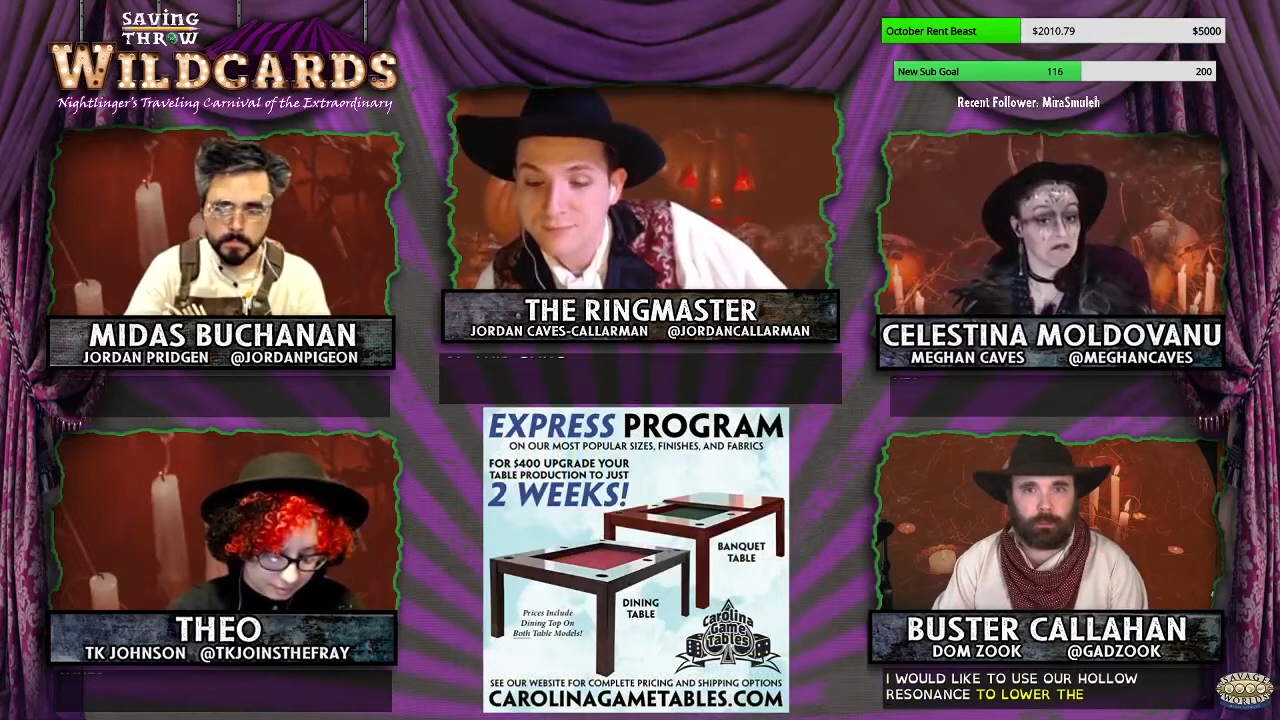 SAVING
THROW
WILDCARDS
Nightlinger's Traveling Carnival of the Extraordinary
October Rent Beast $2010.79 $5000
New Sub Goal 116 200
Recent Follower: MiraSmuleh
MIDAS BUCHANAN
JORDAN PRIDGEN @JORDANPIGEON
THE RINGMASTER
JORDAN CAVES-CALLARMAN @JORDANCALLARMAN
CELESTINA MOLDOVANU
MEGHAN CAVES @MEGHANCAVES
THEO
TK JOHNSON @TKJOINSTHEFRAY
EXPRESS PROGRAM
ON OUR MOST POPULAR SIZES, FINISHES, AND FABRICS
FOR $400 UPGRADE YOUR
TABLE PRODUCTION TO JUST
2 WEEKS!
BANQUET
TABLE
DINING
TABLE
Prices Include
Dining Top On
Both Table Models!
Carolina
Game
Tables
SEE OUR WEBSITE FOR COMPLETE PRICING AND SHIPPING OPTIONS
CAROLINAGAMETABLES.COM
BUSTER CALLAHAN
DOM ZOOK @GADZOOK
I WOULD LIKE TO USE OUR HOLLOW
RESONANCE TO LOWER THE
SAVAGE
WORLDS